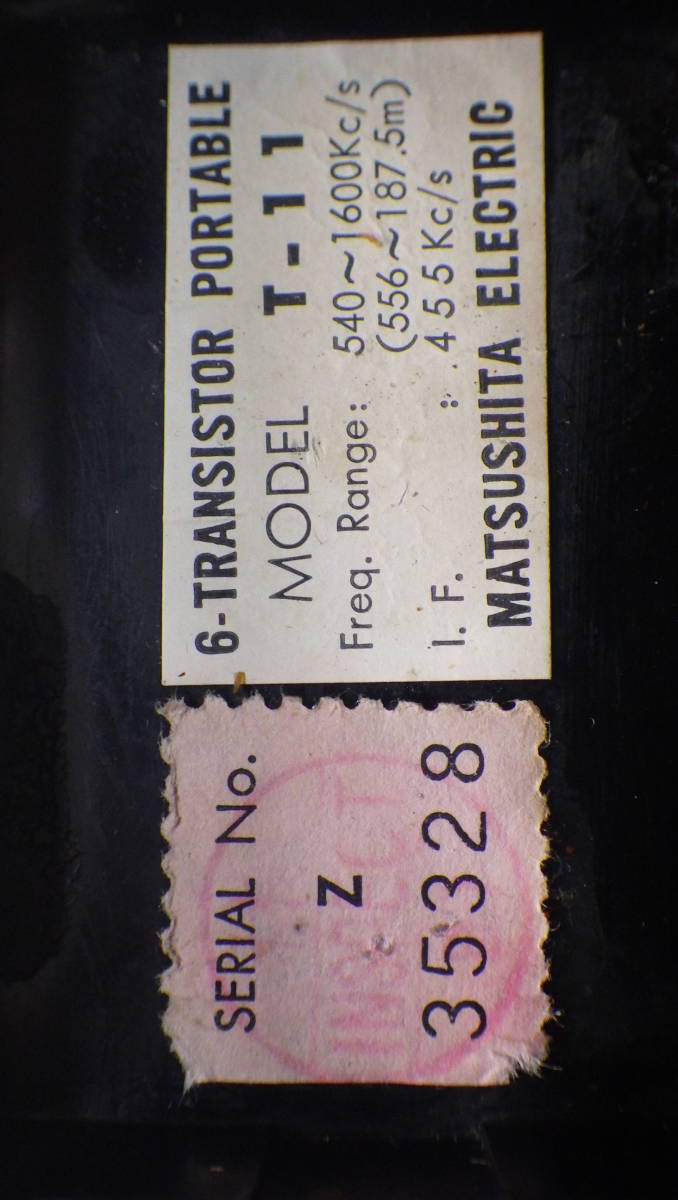 6-TRANSISTOR PORTABLE
MODEL T-11
Freq. Range: 540~1600Kc/s
(556~187.5m)
I. F. : 455Kc/s
MATSUSHITA ELECTRIC
SERIAL No.
Z
35328